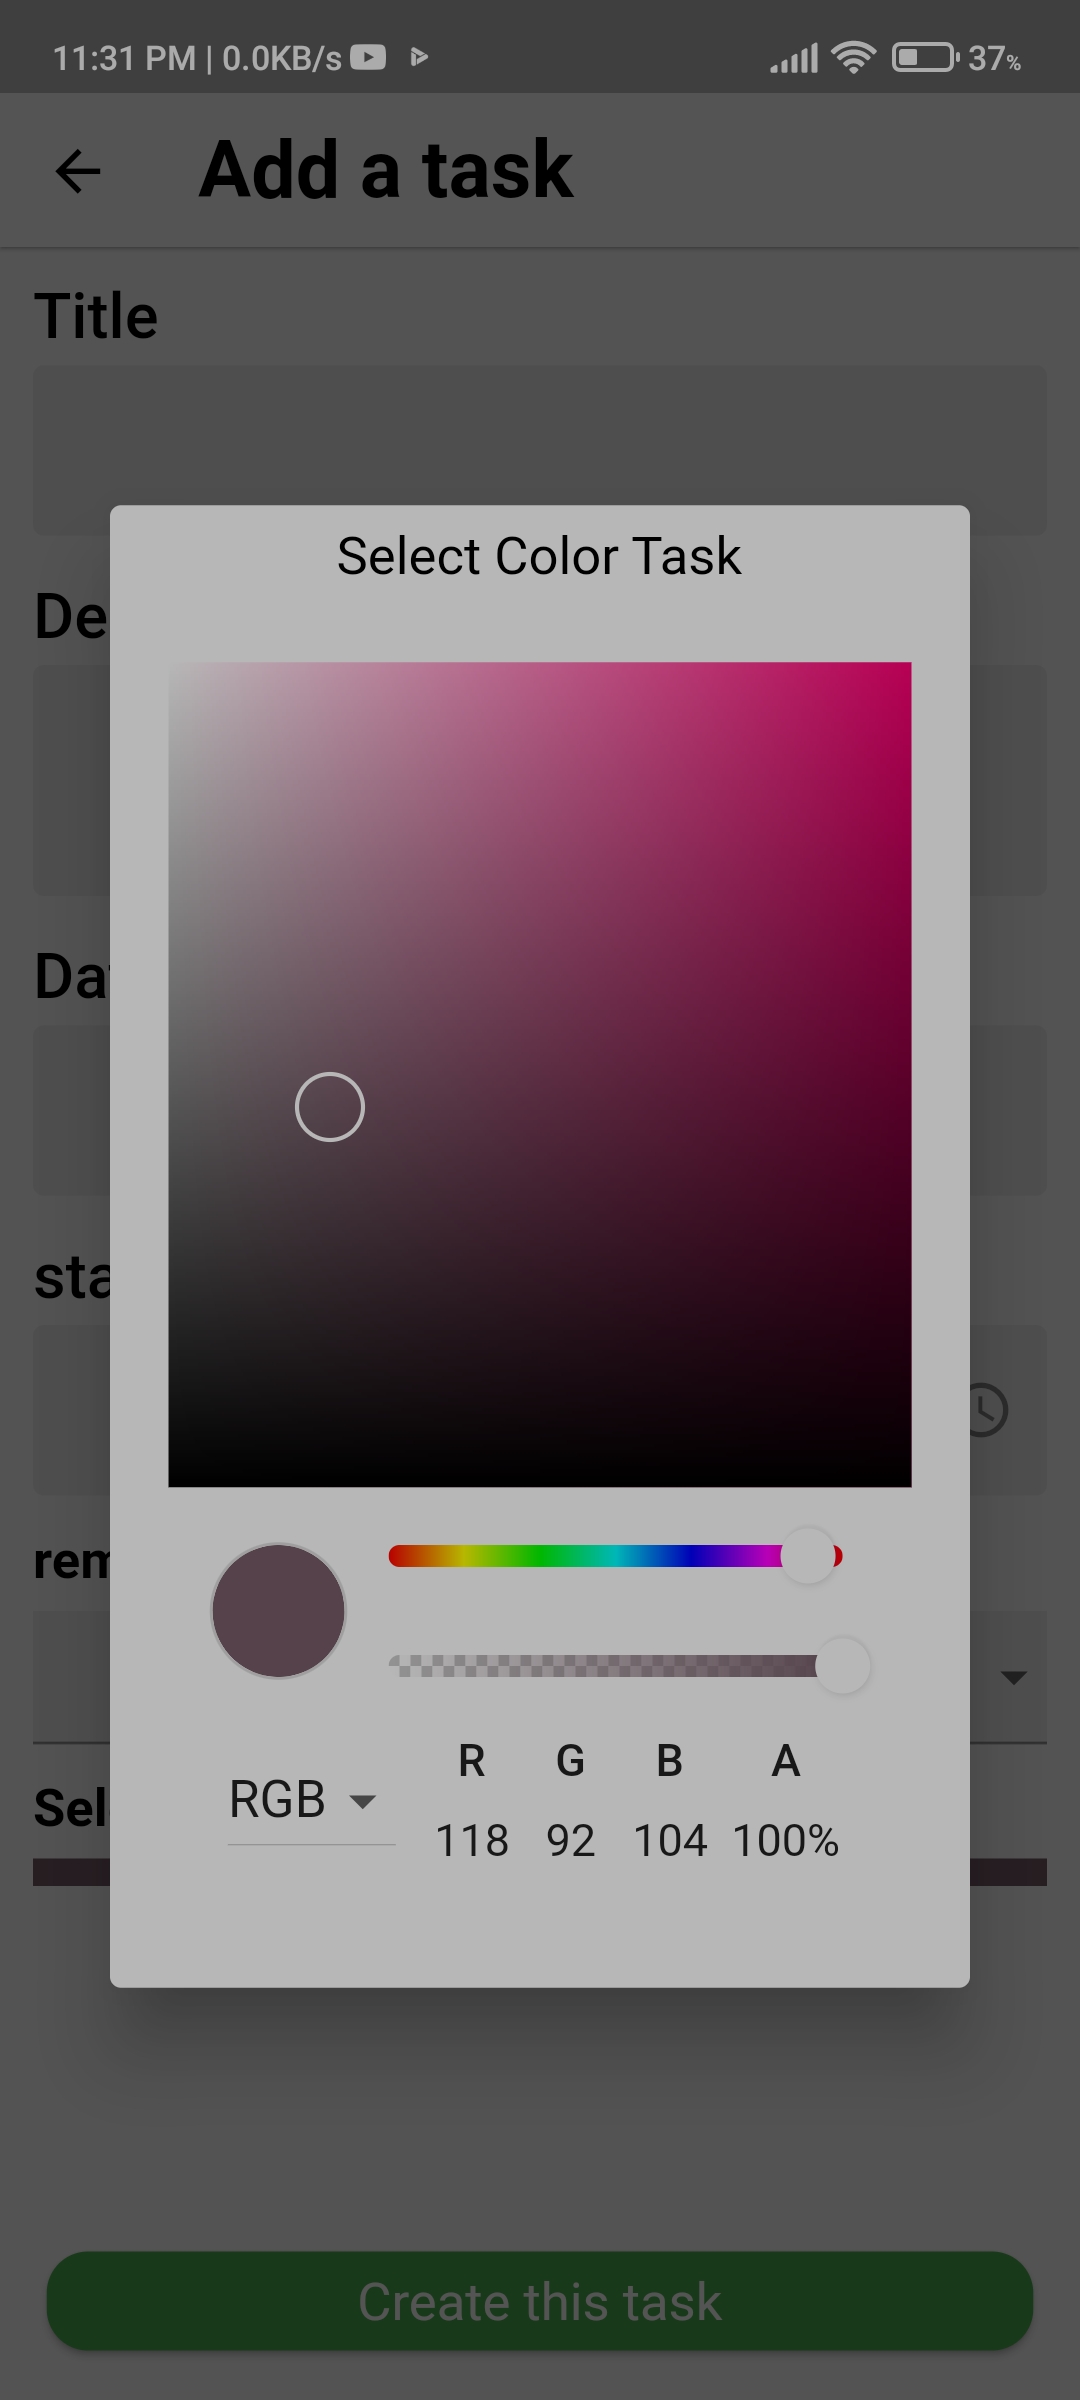 11:31 PM | 0.0KB/s 37%
Add a task
Title
Select Color Task
De
Da
sta
rem
R G B A
RGB
118 92 104 100%
Sel
Create this task